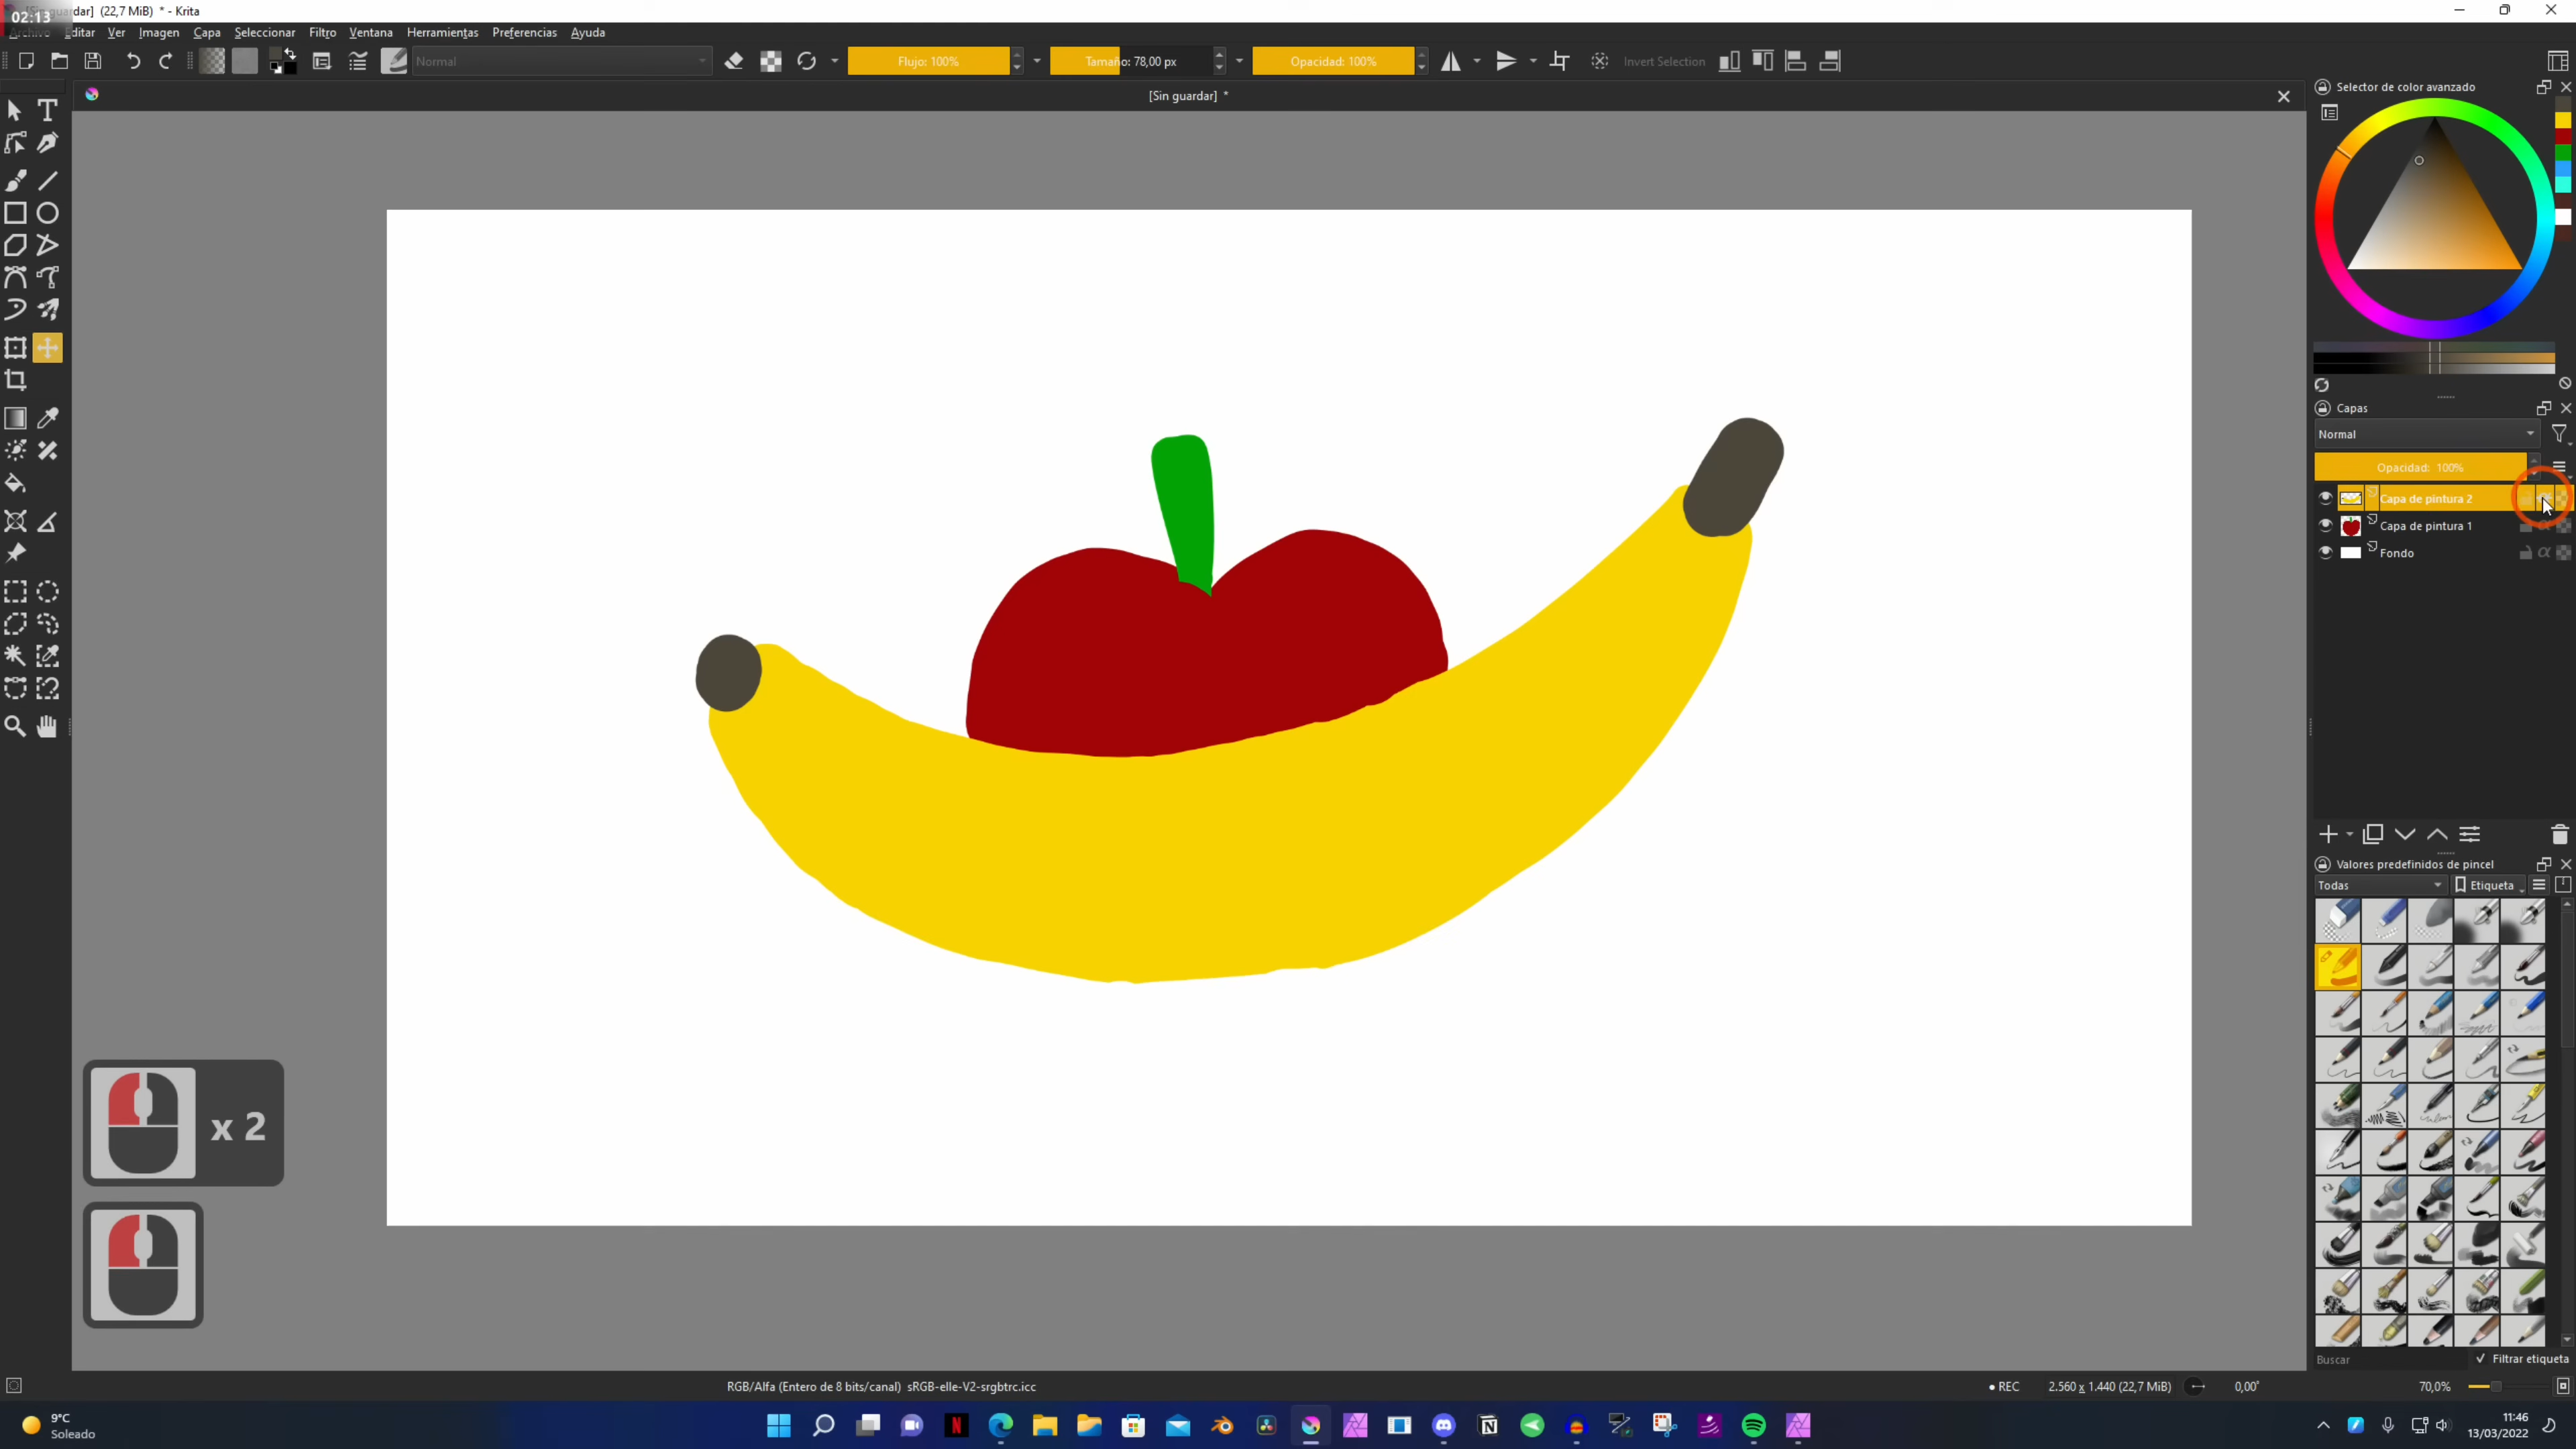 02:13
dar] (22,7 MiB) * - Krita
Archivo Editar Ver Imagen Capa Seleccionar Filtro Ventana Herramientas Preferencias Ayuda
Normal
Flujo: 100%
Tamaño: 78,00 px
Opacidad: 100%
Invert Selection
[Sin guardar] *
Selector de color avanzado
Capas
Normal
Opacidad: 100%
Capa de pintura 2
Capa de pintura 1
Fondo
Valores predefinidos de pincel
Todas
Etiqueta
x 2
Buscar
Filtrar etiqueta
RGB/Alfa (Entero de 8 bits/canal) sRGB-elle-V2-srgbtrc.icc
REC
2.560 x 1.440 (22,7 MiB)
0,00°
70,0%
9°C
Soleado
11:46
13/03/2022